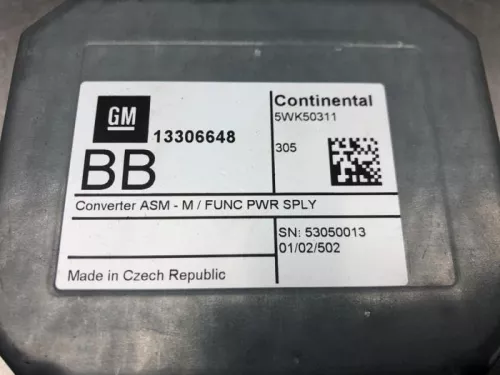 GM
13306648
BB
Continental
5WK50311
305
Converter ASM - M / FUNC PWR SPLY
SN: 53050013
01/02/502
Made in Czech Republic